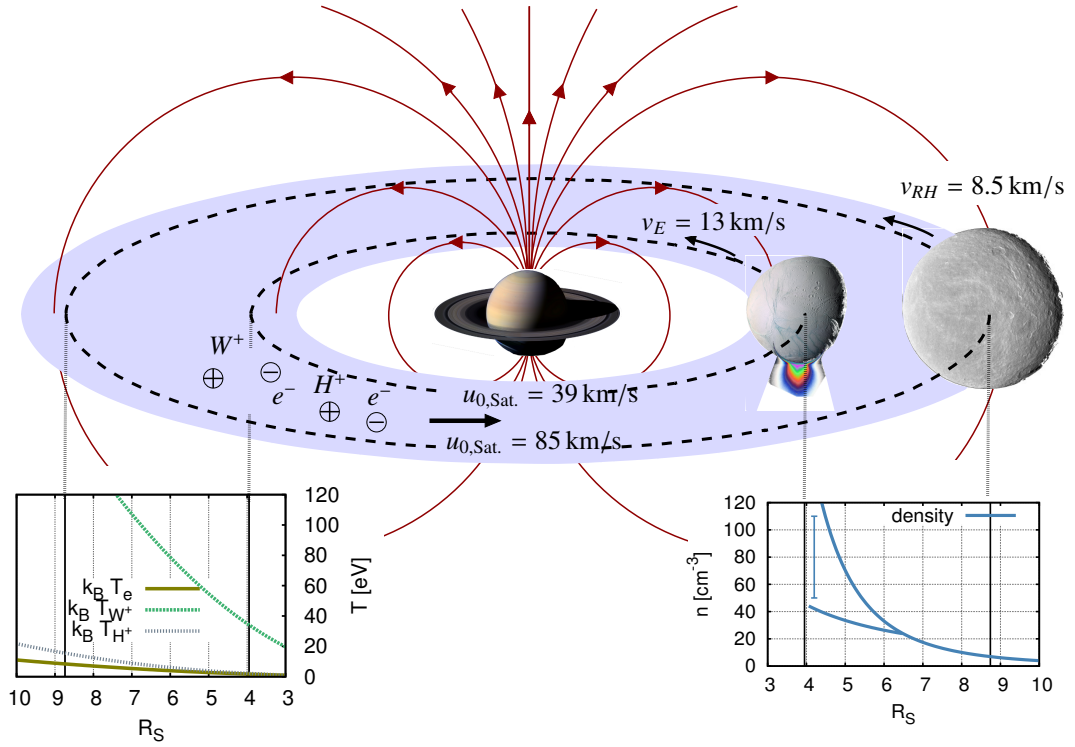 v_RH = 8.5 km/s
v_E = 13 km/s
W⁺
e⁻
H⁺
e⁻
u_0,Sat. = 39 km/s
u_0,Sat. = 85 km/s
120
100
80
60
40
20
0
T [eV]
k_B T_e
k_B T_W⁺
k_B T_H⁺
10 9 8 7 6 5 4 3
R_S
120
100
80
60
40
20
0
n [cm⁻³]
density
3 4 5 6 7 8 9 10
R_S